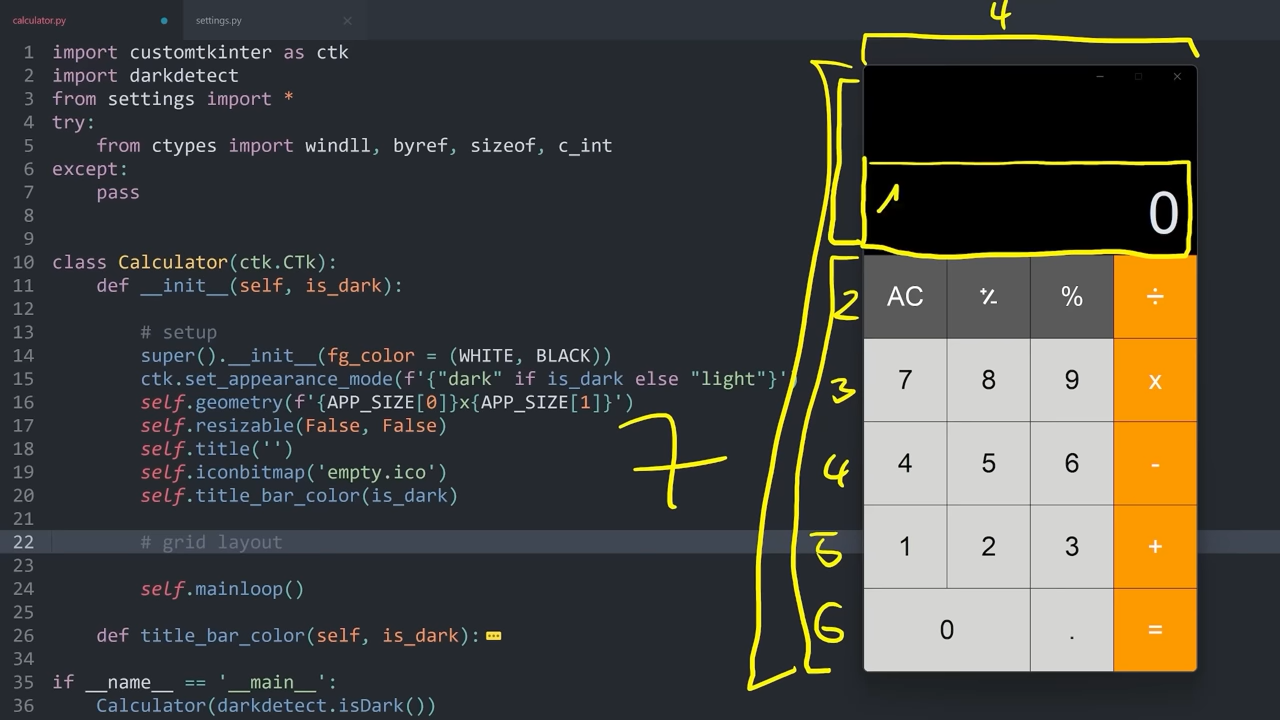 calculator.py
settings.py
1 import customtkinter as ctk
2 import darkdetect
3 from settings import *
4 try:
5 from ctypes import windll, byref, sizeof, c_int
6 except:
7 pass
8
9
10 class Calculator(ctk.CTk):
11 def __init__(self, is_dark):
12
13 # setup
14 super().__init__(fg_color = (WHITE, BLACK))
15 ctk.set_appearance_mode(f'{"dark" if is_dark else "light"}')
16 self.geometry(f'{APP_SIZE[0]}x{APP_SIZE[1]}')
17 self.resizable(False, False)
18 self.title('')
19 self.iconbitmap('empty.ico')
20 self.title_bar_color(is_dark)
21
22 # grid layout
23
24 self.mainloop()
25
26 def title_bar_color(self, is_dark):
34
35 if __name__ == '__main__':
36 Calculator(darkdetect.isDark())
7
4
1
0
2 AC +/- % ÷
3 7 8 9 x
4 4 5 6 -
5 1 2 3 +
6 0 . =